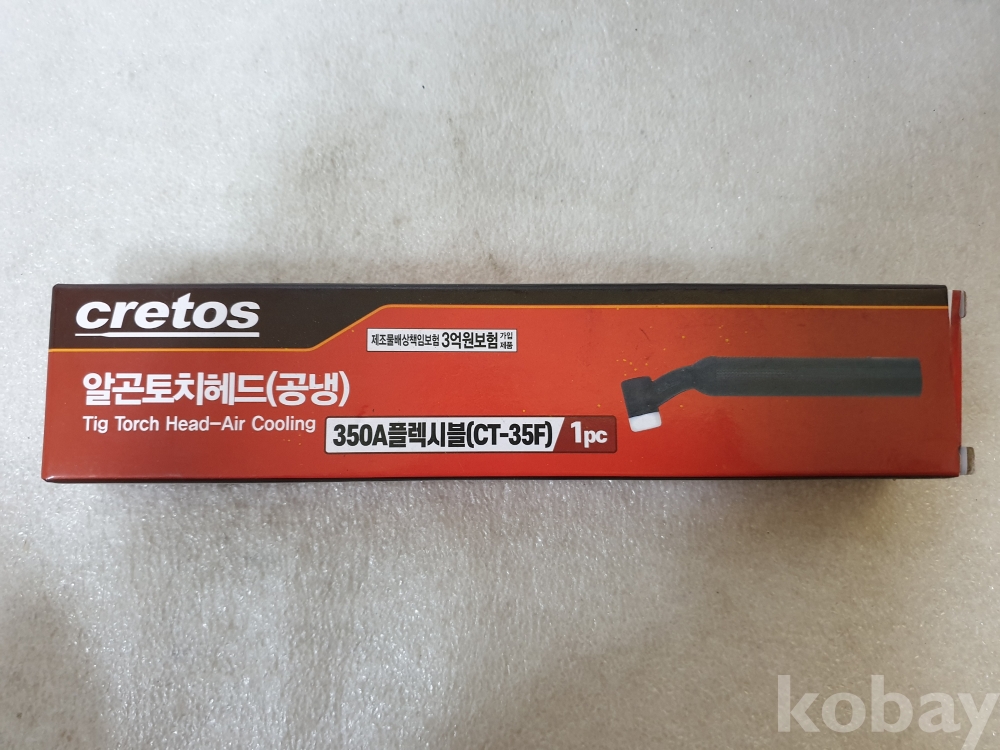 cretos
제조물배상책임보험 3억원보험 가입
제품
알곤토치헤드(공냉)
Tig Torch Head-Air Cooling
350A플렉시블(CT-35F) 1pc
kobay